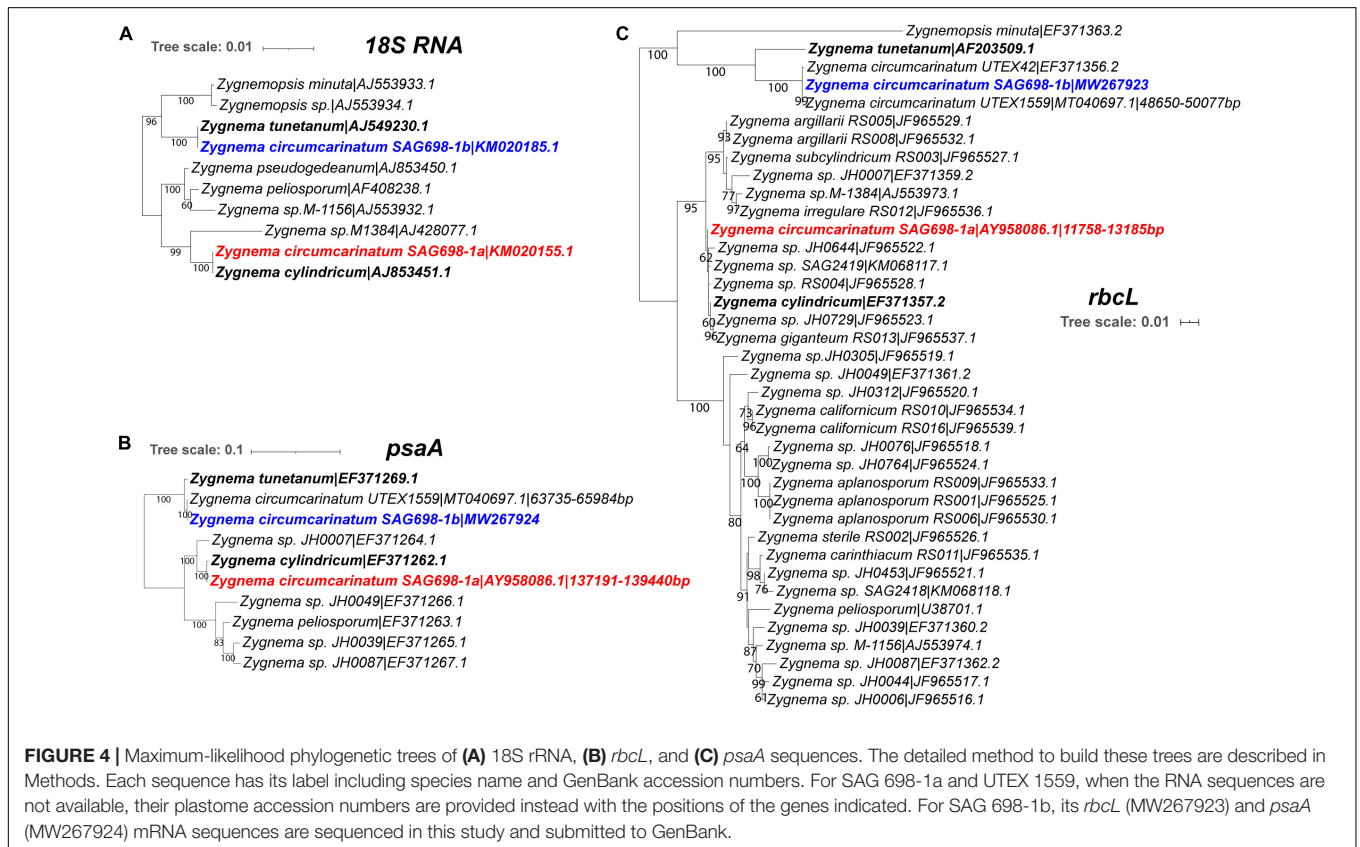 A
Tree scale: 0.01
18S RNA
Zygnemopsis minuta|AJ553933.1
100
Zygnemopsis sp.|AJ553934.1
96
Zygnema tunetanum|AJ549230.1
100
Zygnema circumcarinatum SAG698-1b|KM020185.1
Zygnema pseudogedeanum|AJ853450.1
100
Zygnema peliosporum|AF408238.1
60
Zygnema sp.M-1156|AJ553932.1
Zygnema sp.M1384|AJ428077.1
99
Zygnema circumcarinatum SAG698-1a|KM020155.1
100
Zygnema cylindricum|AJ853451.1
B
Tree scale: 0.1
psaA
Zygnema tunetanum|EF371269.1
100
Zygnema circumcarinatum UTEX1559|MT040697.1|63735-65984bp
100
Zygnema circumcarinatum SAG698-1b|MW267924
Zygnema sp. JH0007|EF371264.1
100
Zygnema cylindricum|EF371262.1
100
Zygnema circumcarinatum SAG698-1a|AY958086.1|137191-139440bp
Zygnema sp. JH0049|EF371266.1
100
Zygnema peliosporum|EF371263.1
83
Zygnema sp. JH0039|EF371265.1
100
Zygnema sp. JH0087|EF371267.1
C
Zygnemopsis minuta|EF371363.2
100
Zygnema tunetanum|AF203509.1
100
Zygnema circumcarinatum UTEX42|EF371356.2
100
Zygnema circumcarinatum SAG698-1b|MW267923
99
Zygnema circumcarinatum UTEX1559|MT040697.1|48650-50077bp
Zygnema argillarii RS005|JF965529.1
93
Zygnema argillarii RS008|JF965532.1
95
Zygnema subcylindricum RS003|JF965527.1
Zygnema sp. JH0007|EF371359.2
77
Zygnema sp.M-1384|AJ553973.1
97
Zygnema irregulare RS012|JF965536.1
95
Zygnema circumcarinatum SAG698-1a|AY958086.1|11758-13185bp
Zygnema sp. JH0644|JF965522.1
62
Zygnema sp. SAG2419|KM068117.1
Zygnema sp. RS004|JF965528.1
Zygnema cylindricum|EF371357.2
60
Zygnema sp. JH0729|JF965523.1
96
Zygnema giganteum RS013|JF965537.1
rbcL
Tree scale: 0.01
Zygnema sp.JH0305|JF965519.1
Zygnema sp. JH0049|EF371361.2
100
Zygnema sp. JH0312|JF965520.1
73
Zygnema californicum RS010|JF965534.1
96
Zygnema californicum RS016|JF965539.1
64
Zygnema sp. JH0076|JF965518.1
100
Zygnema sp. JH0764|JF965524.1
100
Zygnema aplanosporum RS009|JF965533.1
100
Zygnema aplanosporum RS001|JF965525.1
Zygnema aplanosporum RS006|JF965530.1
80
Zygnema sterile RS002|JF965526.1
Zygnema carinthiacum RS011|JF965535.1
98
Zygnema sp. JH0453|JF965521.1
76
Zygnema sp. SAG2418|KM068118.1
91
Zygnema peliosporum|U38701.1
Zygnema sp. JH0039|EF371360.2
87
Zygnema sp. M-1156|AJ553974.1
70
Zygnema sp. JH0087|EF371362.2
99
Zygnema sp. JH0044|JF965517.1
61
Zygnema sp. JH0006|JF965516.1
FIGURE 4 | Maximum-likelihood phylogenetic trees of (A) 18S rRNA, (B) rbcL, and (C) psaA sequences. The detailed method to build these trees are described in
Methods. Each sequence has its label including species name and GenBank accession numbers. For SAG 698-1a and UTEX 1559, when the RNA sequences are
not available, their plastome accession numbers are provided instead with the positions of the genes indicated. For SAG 698-1b, its rbcL (MW267923) and psaA
(MW267924) mRNA sequences are sequenced in this study and submitted to GenBank.